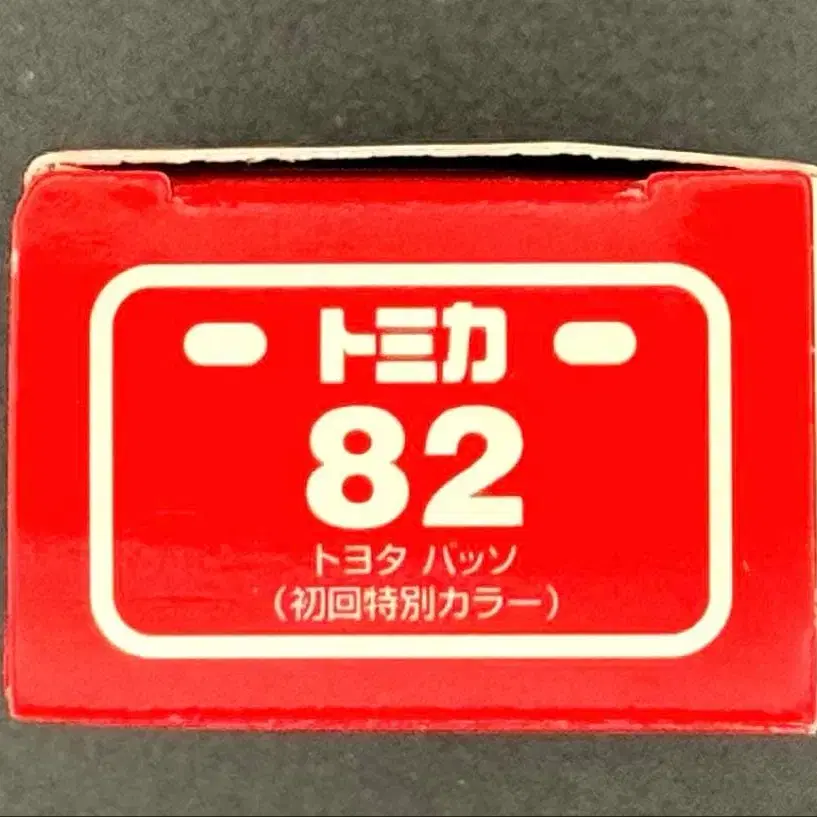 トミカ
82
トヨタ パッソ
(初回特別カラー)